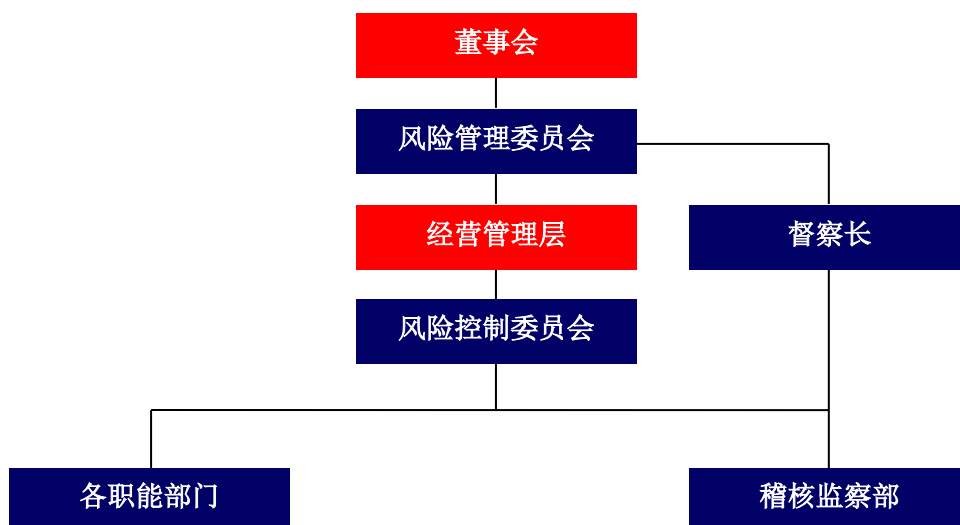 董事会
风险管理委员会
经营管理层
督察长
风险控制委员会
各职能部门
稽核监察部